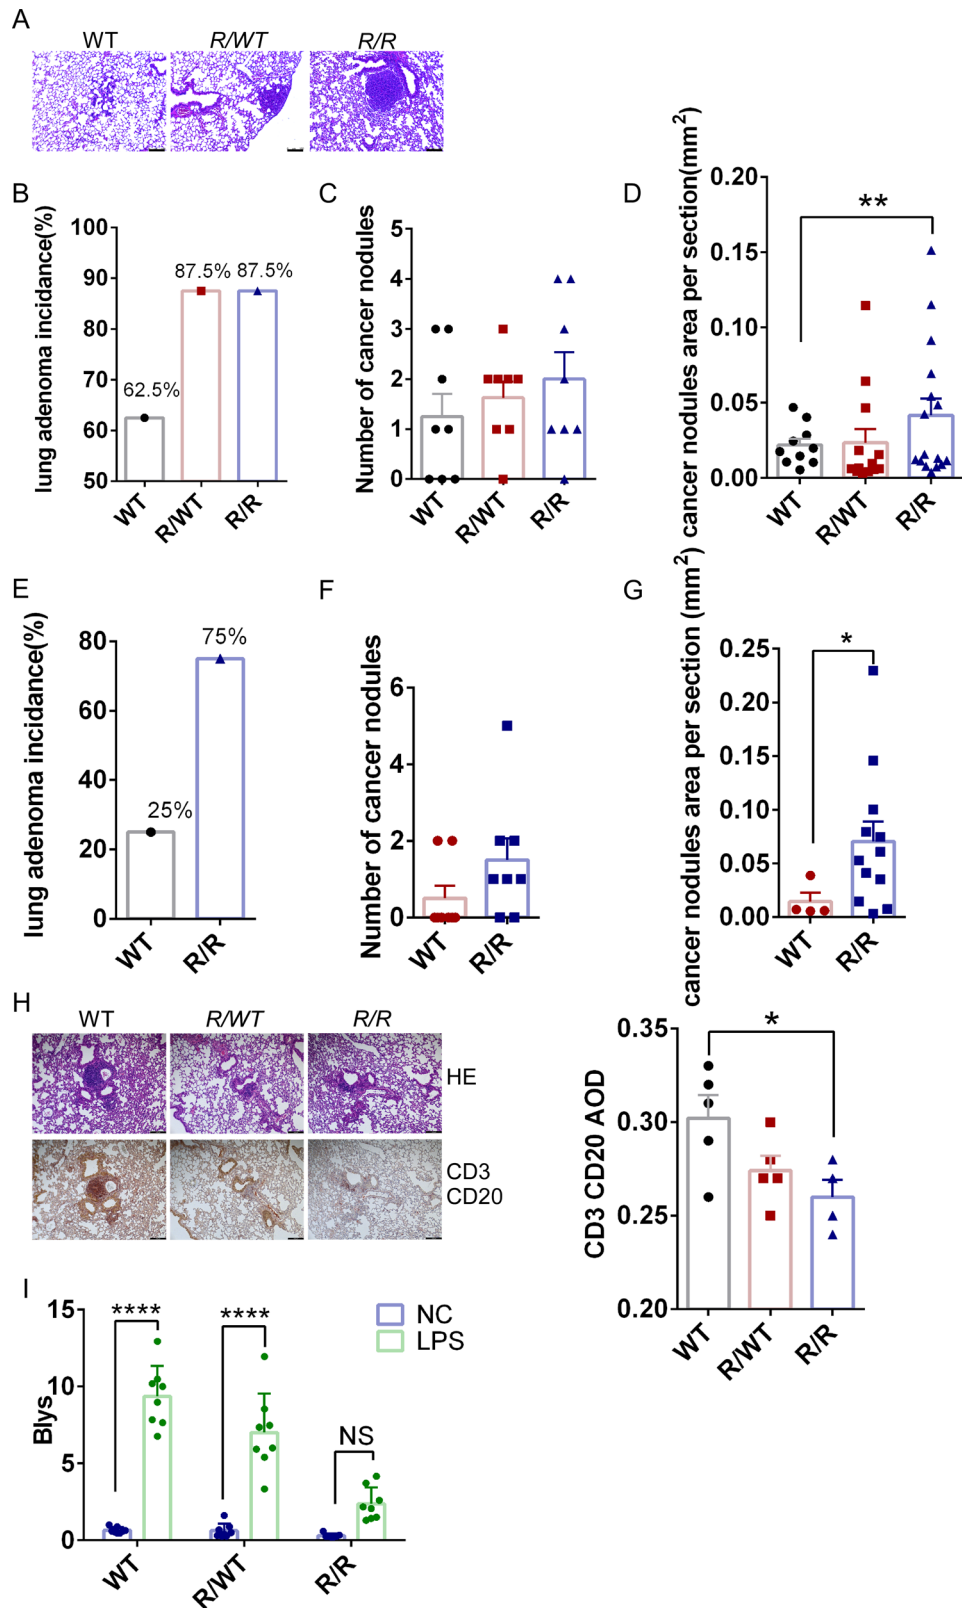 A
WT R/WT R/R
B
lung adenoma incidance(%)
100
90
80
70
60
50
62.5%
87.5%
87.5%
WT R/WT R/R
C
Number of cancer nodules
5
4
3
2
1
0
WT R/WT R/R
D
cancer nodules area per section(mm²)
0.20
0.15
0.10
0.05
0.00
**
WT R/WT R/R
E
lung adenoma incidance(%)
80
60
40
20
0
25%
75%
WT R/R
F
Number of cancer nodules
6
4
2
0
WT R/R
G
cancer nodules area per section (mm²)
0.25
0.20
0.15
0.10
0.05
0.00
*
WT R/R
H
WT R/WT R/R
HE
CD3
CD20
CD3 CD20 AOD
0.35
0.30
0.25
0.20
*
WT R/WT R/R
I
Blys
15
10
5
0
****
****
NS
NC
LPS
WT R/WT R/R